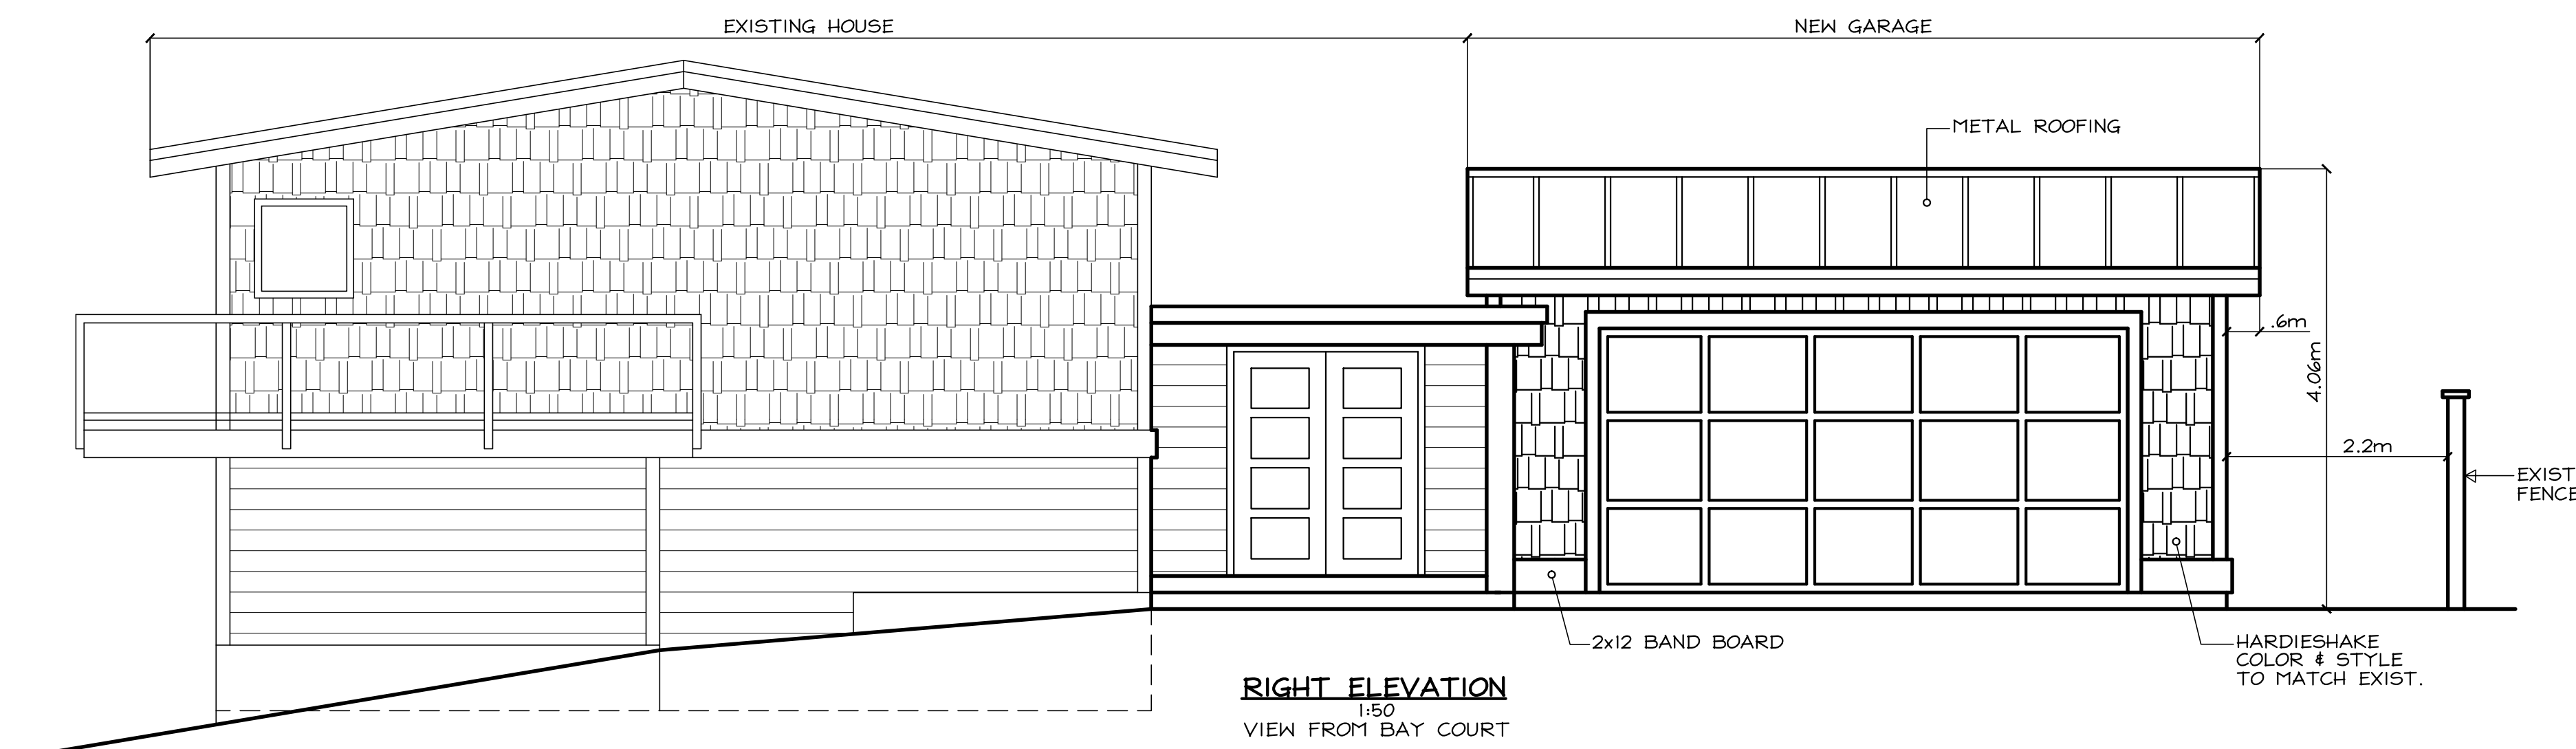 EXISTING HOUSE
NEW GARAGE
METAL ROOFING
.6m
4.06m
2.2m
EXIST
FENCE
2x12 BAND BOARD
HARDIESHAKE
COLOR & STYLE
TO MATCH EXIST.
RIGHT ELEVATION
1:50
VIEW FROM BAY COURT